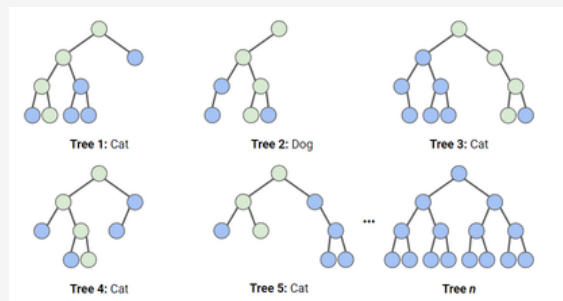 Tree 1: Cat
Tree 2: Dog
Tree 3: Cat
...
Tree 4: Cat
Tree 5: Cat
Tree n